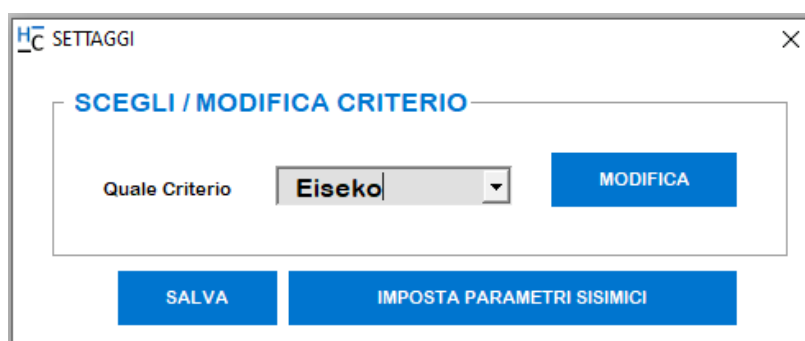 HC SETTAGGI
SCEGLI / MODIFICA CRITERIO
Quale Criterio Eiseko MODIFICA
SALVA IMPOSTA PARAMETRI SISIMICI